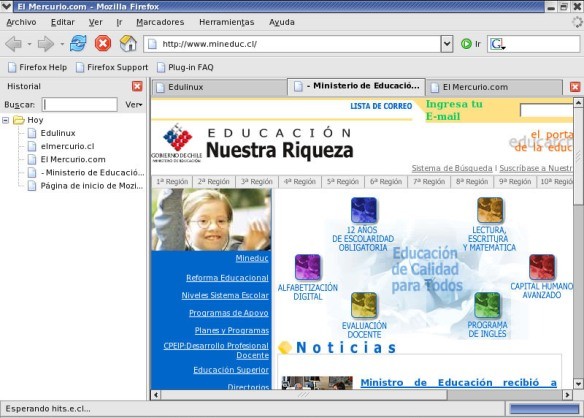 El Mercurio.com - Mozilla Firefox
Archivo Editar Ver Ir Marcadores Herramientas Ayuda
http://www.mineduc.cl/
Ir
Firefox Help Firefox Support Plug-in FAQ
Historial
Buscar:
Ver
Hoy
Edulinux
elmercurio.cl
El Mercurio.com
- Ministerio de Educació...
Página de inicio de Mozi...
Edulinux
- Ministerio de Educació...
El Mercurio.com
LISTA DE CORREO
Ingresa tu
E-mail
GOBIERNO DE CHILE
MINISTERIO DE EDUCACION
EDUCACIÓN
Nuestra Riqueza
el porta
de la educ
Sistema de Búsqueda | Suscríbase a Nuestr
1ª Región 2ª Región 3ª Región 4ª Región 5ª Región 6ª Región 7ª Región 8ª Región 9ª Región 10ª Región
Mineduc
Reforma Educacional
Niveles Sistema Escolar
Programas de Apoyo
Planes y Programas
CPEIP:Desarrollo Profesional
Docente
Educación Superior
Directorios
12 AÑOS
DE ESCOLARIDAD
OBLIGATORIA
LECTURA,
ESCRITURA
Y MATEMATICA
Educación
de Calidad
para Todos
ALFABETIZACIÓN
DIGITAL
CAPITAL HUMANO
AVANZADO
EVALUACIÓN
DOCENTE
PROGRAMA
DE INGLÉS
Noticias
Ministro de Educación recibió a
Esperando hits.e.cl...